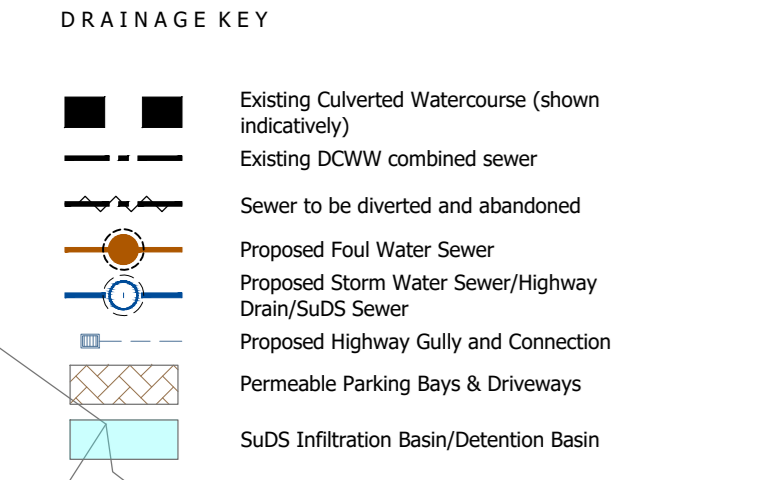 DRAINAGE KEY
Existing Culverted Watercourse (shown
indicatively)
Existing DCWW combined sewer
Sewer to be diverted and abandoned
Proposed Foul Water Sewer
Proposed Storm Water Sewer/Highway
Drain/SuDS Sewer
Proposed Highway Gully and Connection
Permeable Parking Bays & Driveways
SuDS Infiltration Basin/Detention Basin